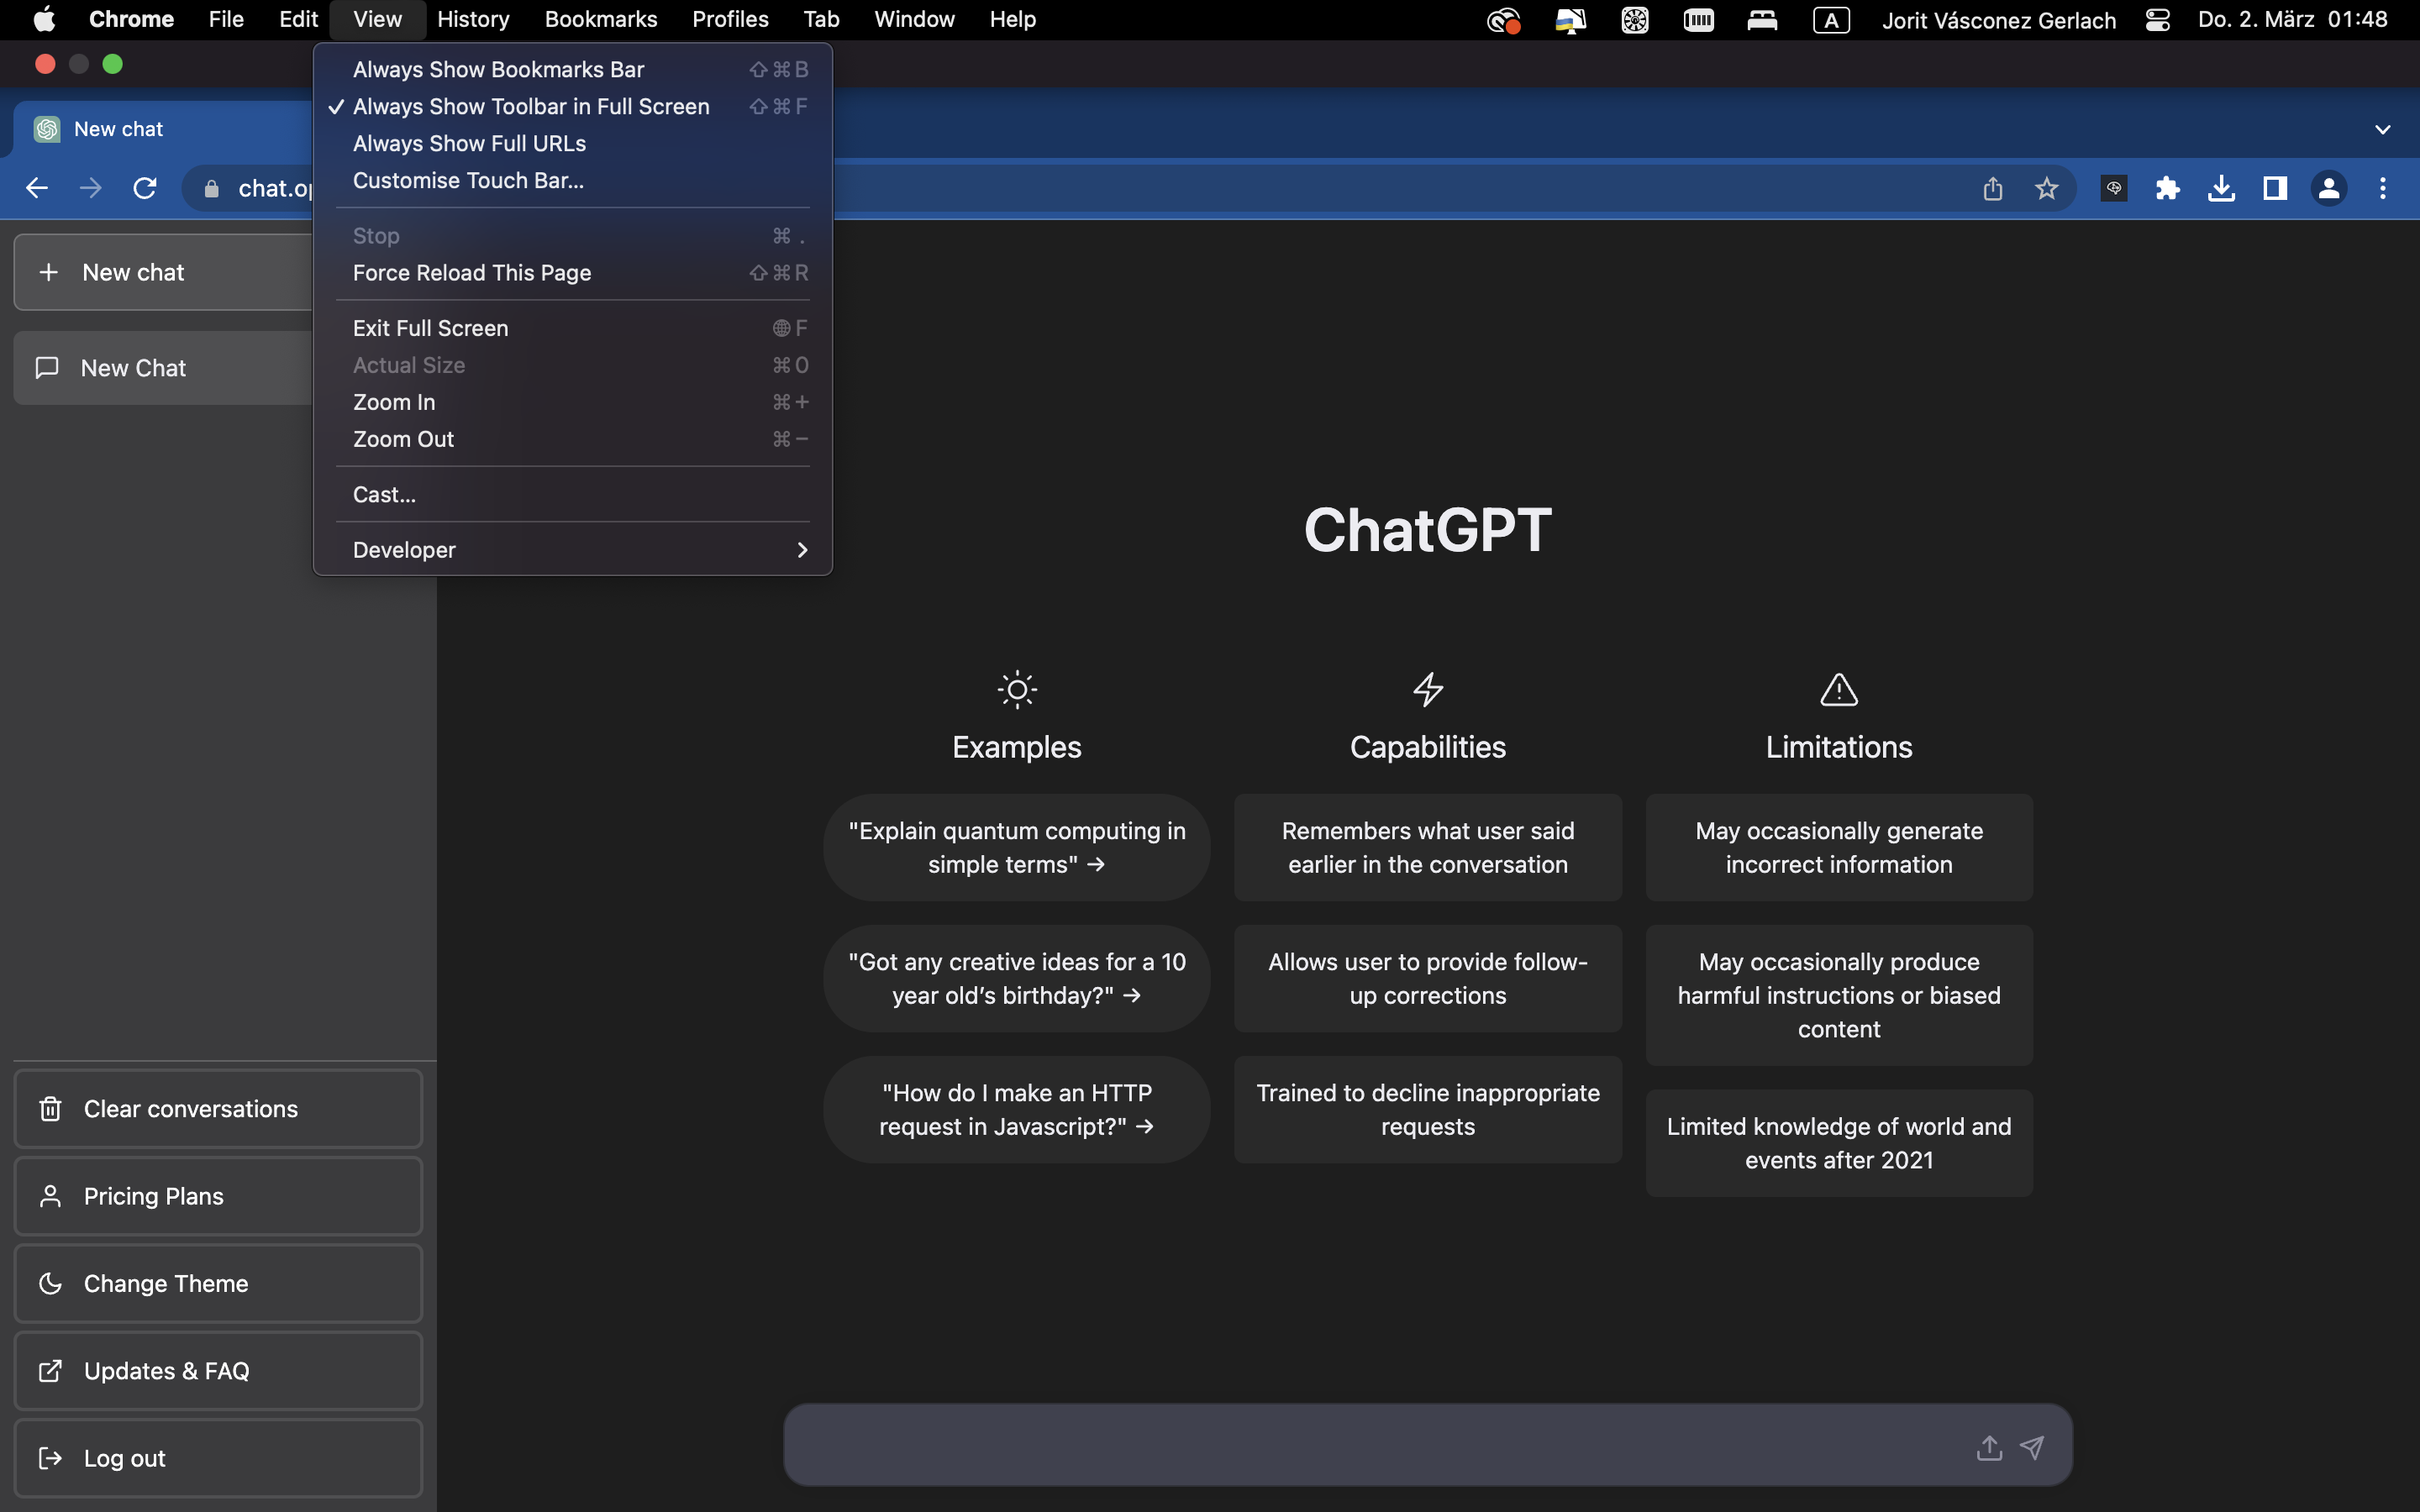 Chrome File Edit View History Bookmarks Profiles Tab Window Help A Jorit Vásconez Gerlach Do. 2. März 01:48
Always Show Bookmarks Bar ⇧⌘B
✓ Always Show Toolbar in Full Screen ⇧⌘F
Always Show Full URLs
Customise Touch Bar...
Stop ⌘.
Force Reload This Page ⇧⌘R
Exit Full Screen 🌐F
Actual Size ⌘0
Zoom In ⌘+
Zoom Out ⌘−
Cast...
Developer
New chat
chat.op
New chat
New Chat
Clear conversations
Pricing Plans
Change Theme
Updates & FAQ
Log out
ChatGPT
Examples
"Explain quantum computing in
simple terms" →
"Got any creative ideas for a 10
year old's birthday?" →
"How do I make an HTTP
request in Javascript?" →
Capabilities
Remembers what user said
earlier in the conversation
Allows user to provide follow-
up corrections
Trained to decline inappropriate
requests
Limitations
May occasionally generate
incorrect information
May occasionally produce
harmful instructions or biased
content
Limited knowledge of world and
events after 2021